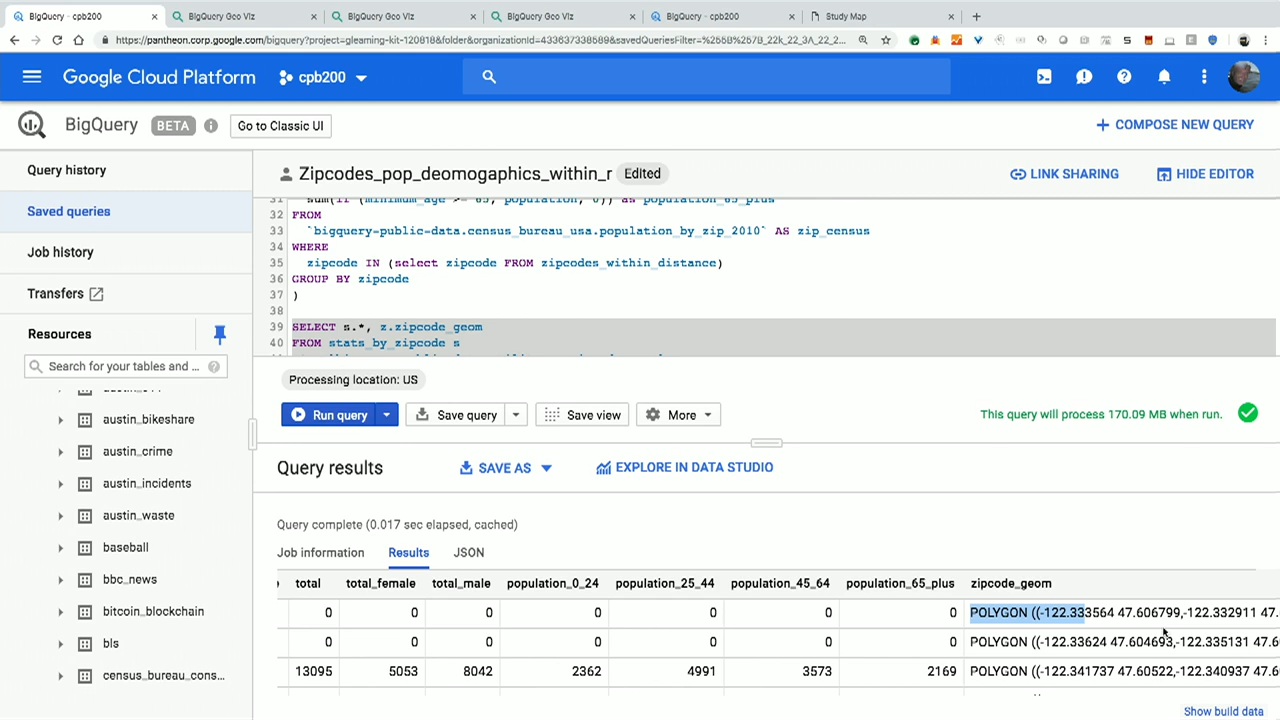 BigQuery - cpb200
BigQuery Geo Viz
BigQuery Geo Viz
BigQuery Geo Viz
BigQuery - cpb200
Study Map
https://pantheon.corp.google.com/bigquery?project=gleaming-kit-120818&folder&organizationId=433637338589&savedQueriesFilter=%255B%257B_22k_22_3A_22_2...
Google Cloud Platform
cpb200
BigQuery
BETA
Go to Classic UI
+ COMPOSE NEW QUERY
Query history
Saved queries
Job history
Transfers
Resources
Search for your tables and ...
austin_bikeshare
austin_crime
austin_incidents
austin_waste
baseball
bbc_news
bitcoin_blockchain
bls
census_bureau_cons...
Zipcodes_pop_deomogaphics_within_r
Edited
LINK SHARING
HIDE EDITOR
31 sum(if (minimum_age >= 65, population, 0)) as population_65_plus
32 FROM
33 `bigquery-public-data.census_bureau_usa.population_by_zip_2010` AS zip_census
34 WHERE
35 zipcode IN (select zipcode FROM zipcodes_within_distance)
36 GROUP BY zipcode
37 )
38
39 SELECT s.*, z.zipcode_geom
40 FROM stats_by_zipcode s
Processing location: US
Run query
Save query
Save view
More
This query will process 170.09 MB when run.
Query results
SAVE AS
EXPLORE IN DATA STUDIO
Query complete (0.017 sec elapsed, cached)
Job information Results JSON
total total_female total_male population_0_24 population_25_44 population_45_64 population_65_plus zipcode_geom
0 0 0 0 0 0 0 POLYGON ((-122.333564 47.606799,-122.332911 47.
0 0 0 0 0 0 0 POLYGON ((-122.33624 47.604693,-122.335131 47.6
13095 5053 8042 2362 4991 3573 2169 POLYGON ((-122.341737 47.60522,-122.340937 47.6
Show build data